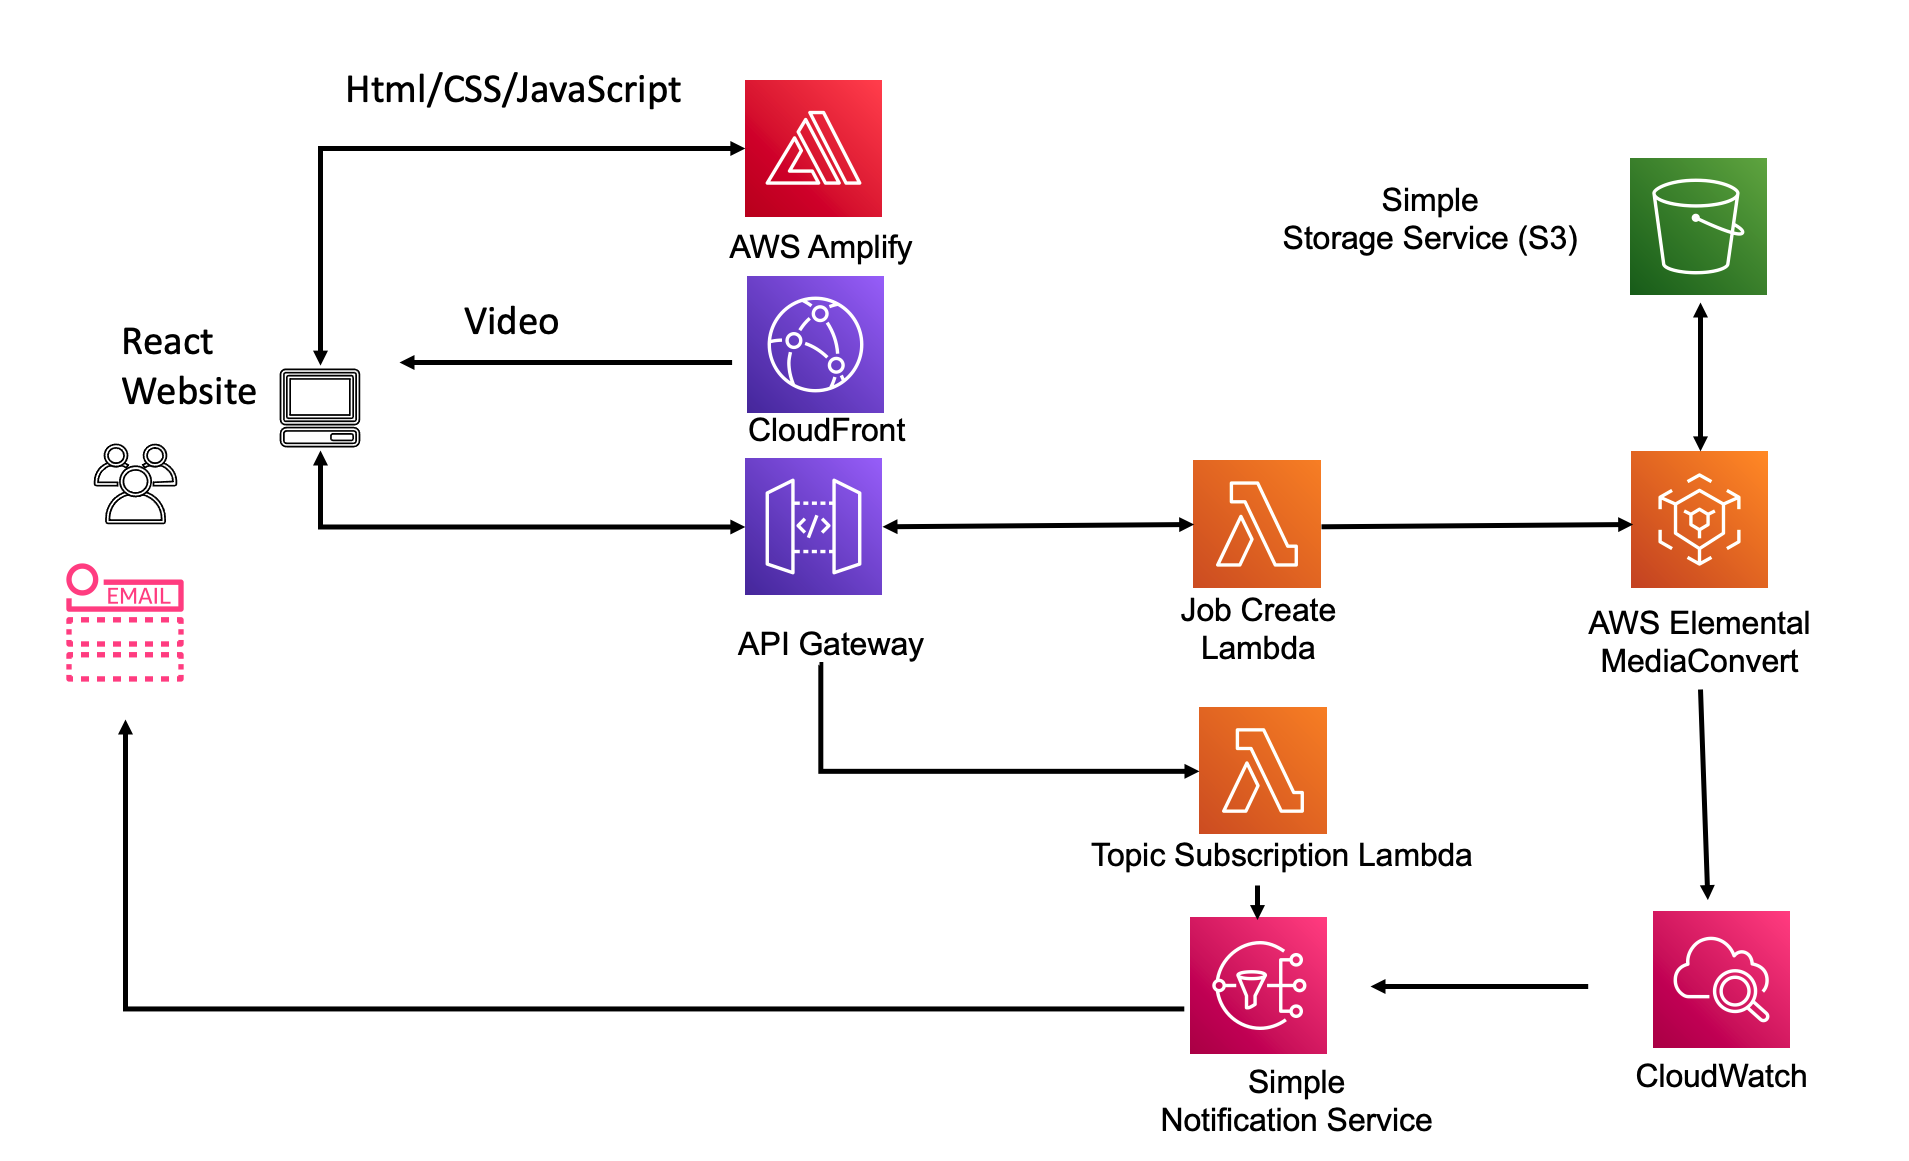 Html/CSS/JavaScript
AWS Amplify
Simple
Storage Service (S3)
Video
React
Website
CloudFront
EMAIL
</>
API Gateway
Job Create
Lambda
AWS Elemental
MediaConvert
Topic Subscription Lambda
Simple
Notification Service
CloudWatch